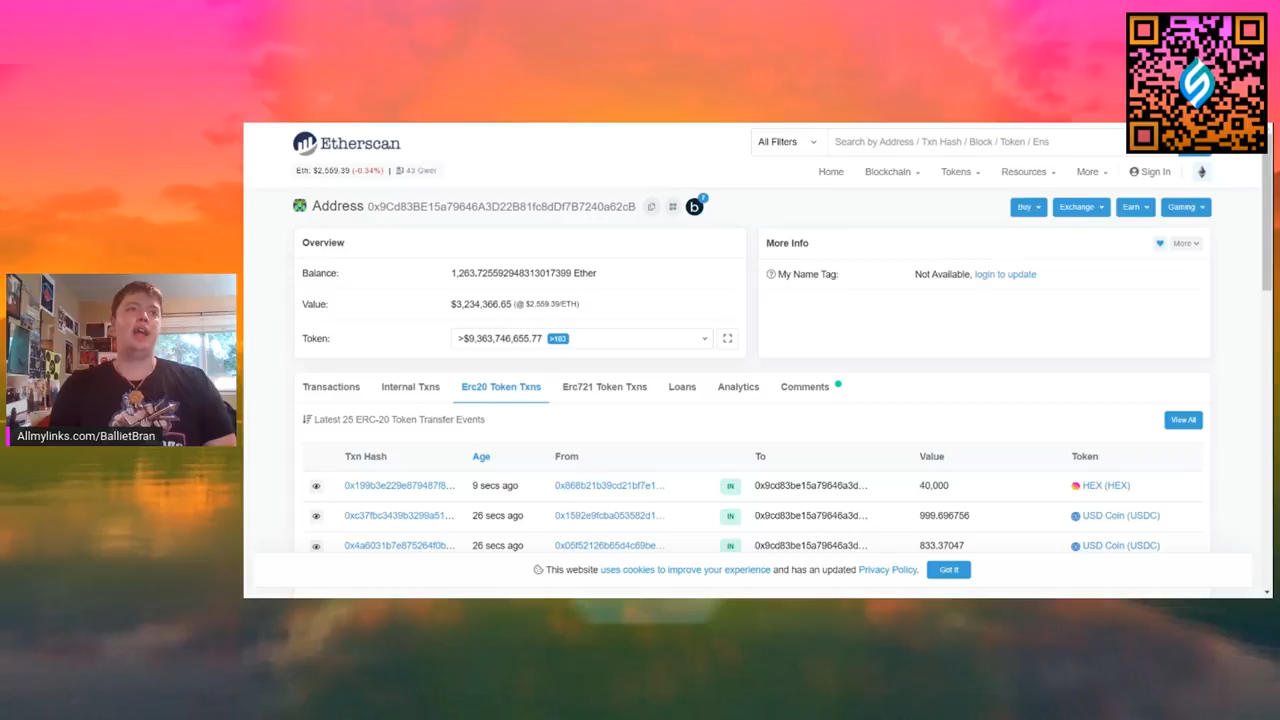 Etherscan
All Filters
Search by Address / Txn Hash / Block / Token / Ens
Eth: $2,559.39 (-0.34%) | 43 Gwei
Home Blockchain Tokens Resources More Sign In
Address 0x9Cd83BE15a79646A3D22B81fc8dDf7B7240a62cB
b
Buy Exchange Earn Gaming
Overview
Balance: 1,263.725592948313017399 Ether
Value: $3,234,366.65 (@ $2,559.39/ETH)
Token: >$9,363,746,655.77 >103
More Info
More
My Name Tag: Not Available, login to update
Transactions Internal Txns Erc20 Token Txns Erc721 Token Txns Loans Analytics Comments
Latest 25 ERC-20 Token Transfer Events
View All
Txn Hash Age From To Value Token
0x199b3e229e879487f8... 9 secs ago 0x868b21b39cd21bf7e1... IN 0x9cd83be15a79646a3d... 40,000 HEX (HEX)
0xc37fbc3439b3299a51... 26 secs ago 0x1592e9fcba053582d1... IN 0x9cd83be15a79646a3d... 999.696756 USD Coin (USDC)
0x4a6031b7e875264f0b... 26 secs ago 0x05f52126b65d4c69be... IN 0x9cd83be15a79646a3d... 833.37047 USD Coin (USDC)
This website uses cookies to improve your experience and has an updated Privacy Policy. Got It
Allmylinks.com/BallietBran